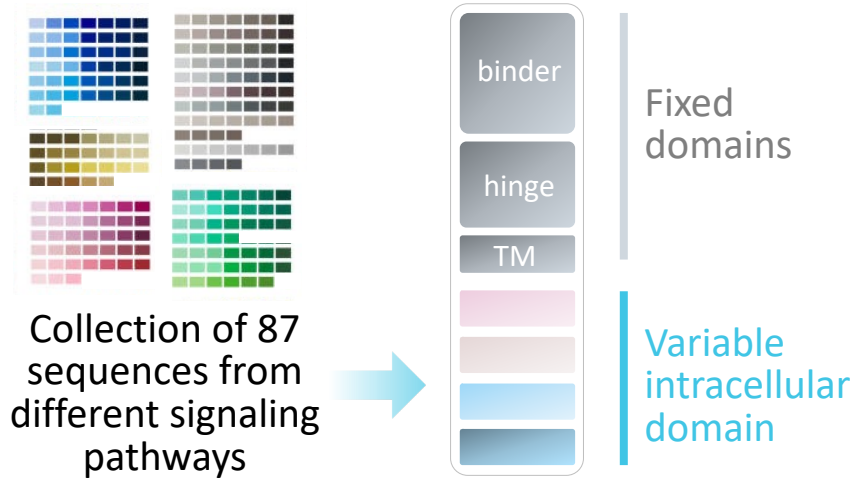 Collection of 87
sequences from
different signaling
pathways
binder
hinge
TM
Fixed
domains
Variable
intracellular
domain